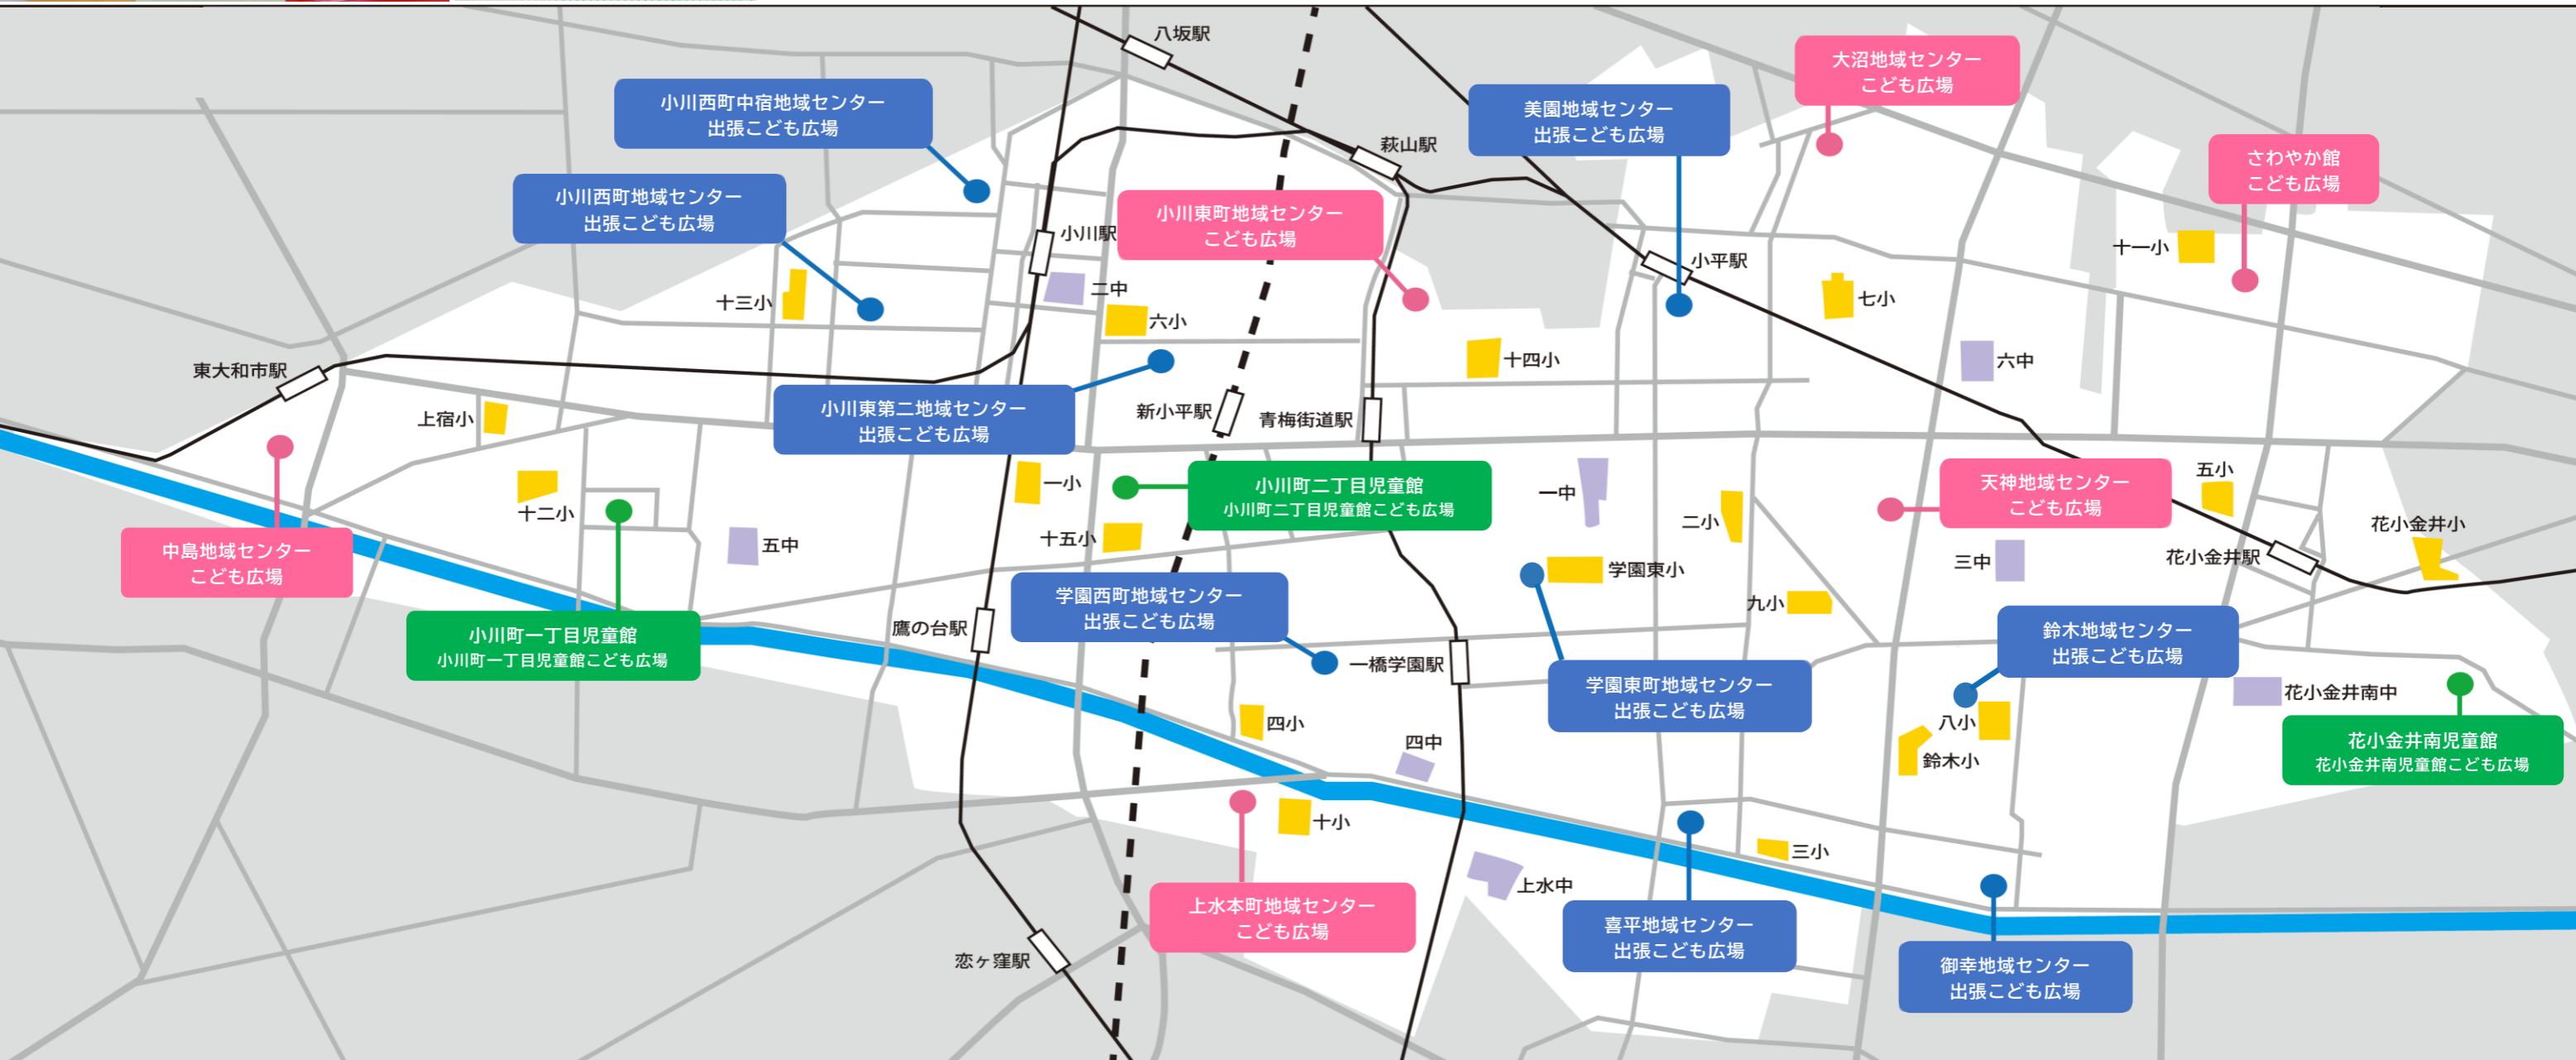 八坂駅
大沼地域センター
こども広場
小川西町中宿地域センター
出張こども広場
美園地域センター
出張こども広場
萩山駅
さわやか館
こども広場
小川西町地域センター
出張こども広場
小川東町地域センター
こども広場
小川駅
十一小
小平駅
二中
十三小
七小
六小
十四小
六中
東大和市駅
上宿小
小川東第二地域センター
出張こども広場
新小平駅
青梅街道駅
五小
一小
小川町二丁目児童館
小川町二丁目児童館こども広場
一中
天神地域センター
こども広場
十二小
二小
花小金井小
十五小
五中
中島地域センター
こども広場
花小金井駅
三中
学園東小
学園西町地域センター
出張こども広場
九小
鷹の台駅
小川町一丁目児童館
小川町一丁目児童館こども広場
鈴木地域センター
出張こども広場
一橋学園駅
学園東町地域センター
出張こども広場
花小金井南中
四小
八小
四中
花小金井南児童館
花小金井南児童館こども広場
鈴木小
十小
三小
上水中
上水本町地域センター
こども広場
喜平地域センター
出張こども広場
恋ヶ窪駅
御幸地域センター
出張こども広場